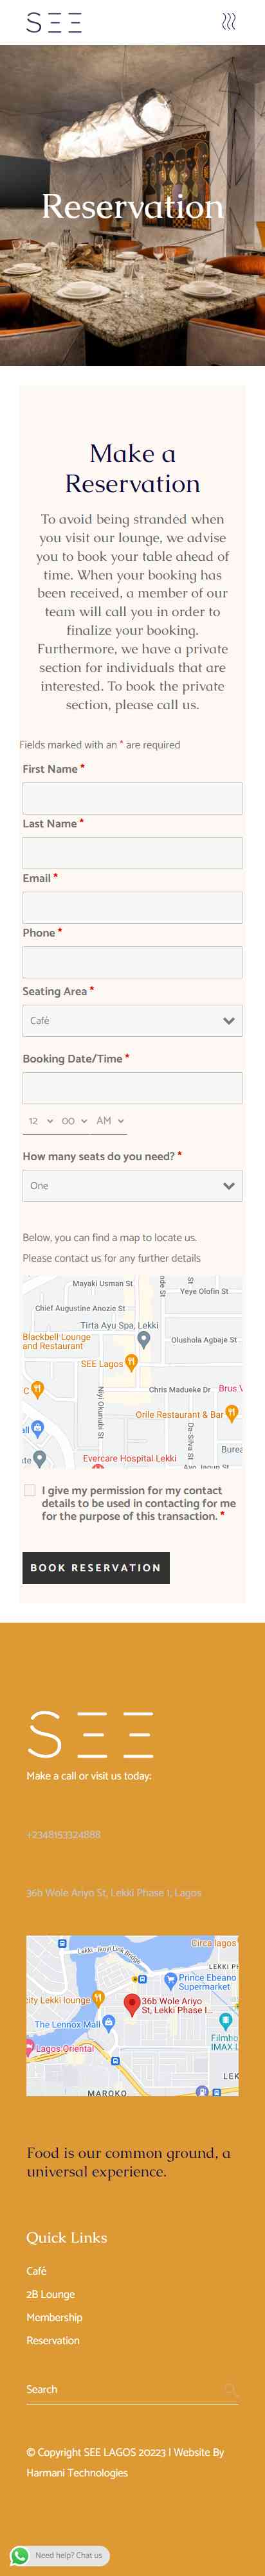 SEE
Reservation
Make a
Reservation
To avoid being stranded when
you visit our lounge, we advise
you to book your table ahead of
time. When your booking has
been received, a member of our
team will call you in order to
finalize your booking.
Furthermore, we have a private
section for individuals that are
interested. To book the private
section, please call us.
Fields marked with an * are required
First Name *
Last Name *
Email *
Phone *
Seating Area *
Café
Booking Date/Time *
12 00 AM
How many seats do you need? *
One
Below, you can find a map to locate us.
Please contact us for any further details
Mayaki Usman St
Yeye Olofin St
Chief Augustine Anozie St
Tirta Ayu Spa, Lekki
Blackbell Lounge
and Restaurant
Olushola Agbaje St
SEE Lagos
Chris Madueke Dr
Brus
Niyi Okunubi St
Orile Restaurant & Bar
Da-Silva St
Burea
Evercare Hospital Lekki
I give my permission for my contact
details to be used in contacting for me
for the purpose of this transaction. *
BOOK RESERVATION
SEE
Make a call or visit us today:
+2348153324868
36b Wole Ariyo St, Lekki Phase 1, Lagos
Circa lagos
Lekki - Ikoyi Link Bridge
LEKKI PH
Prince Ebeano
Supermarket
city Lekki lounge
36b Wole Ariyo
St, Lekki Phase I...
The Lennox Mall
Filmho
IMAX L
Lagos Oriental
LEK
MAROKO
Food is our common ground, a
universal experience.
Quick Links
Café
2B Lounge
Membership
Reservation
Search
© Copyright SEE LAGOS 20223 | Website By
Harmani Technologies
Need help? Chat us